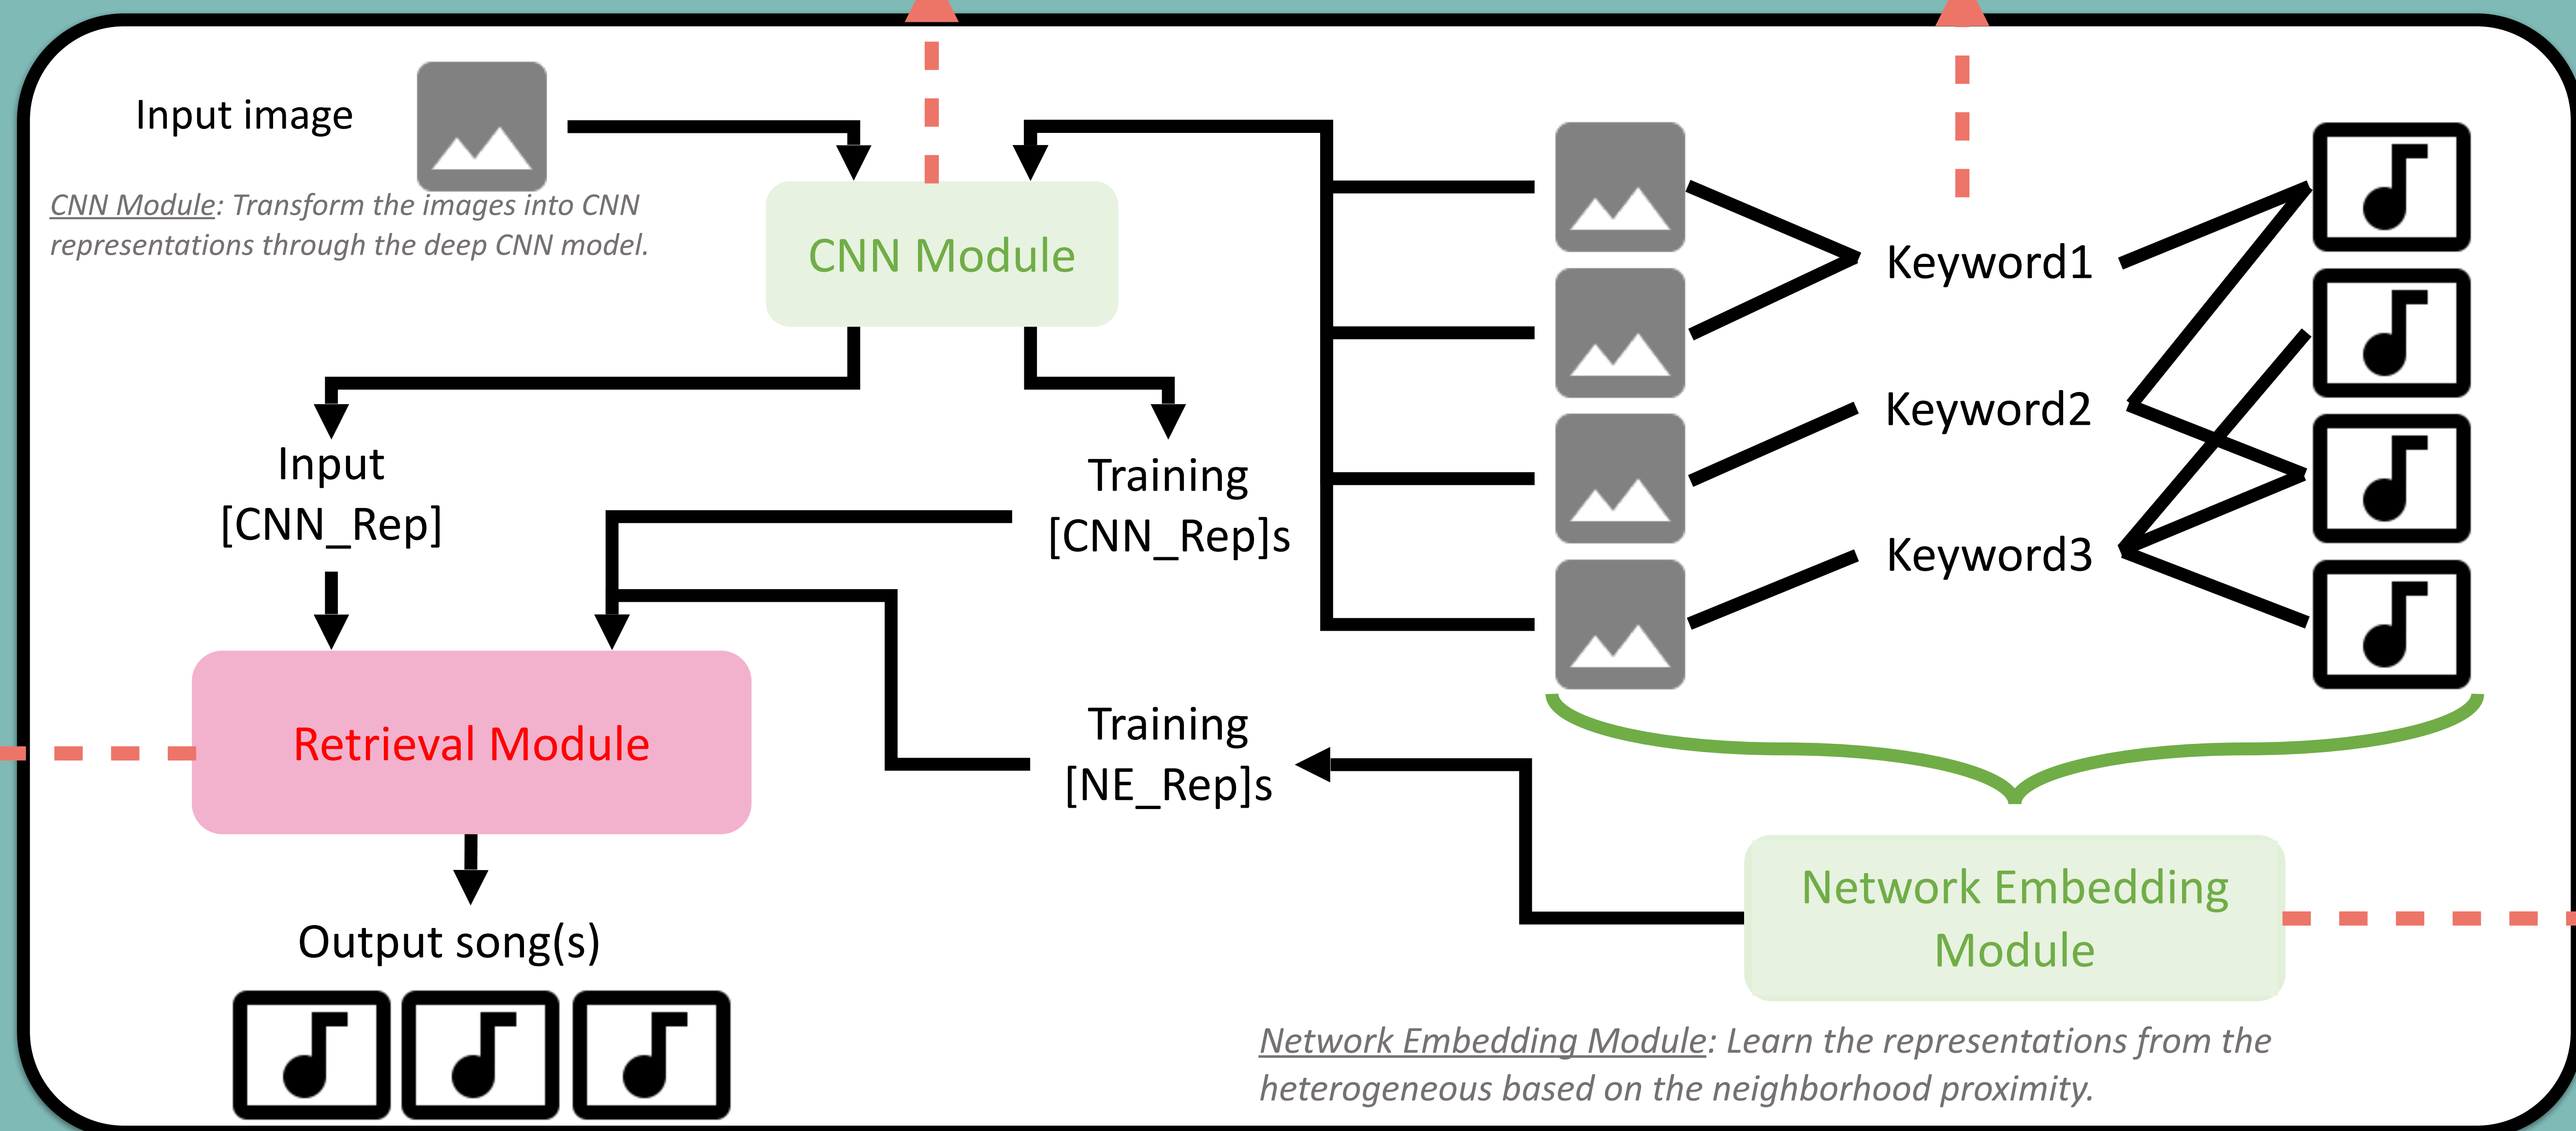 Input image
CNN Module: Transform the images into CNN
representations through the deep CNN model.
CNN Module
Keyword1
Keyword2
Keyword3
Input
[CNN_Rep]
Training
[CNN_Rep]s
Retrieval Module
Training
[NE_Rep]s
Network Embedding
Module
Output song(s)
Network Embedding Module: Learn the representations from the
heterogeneous based on the neighborhood proximity.